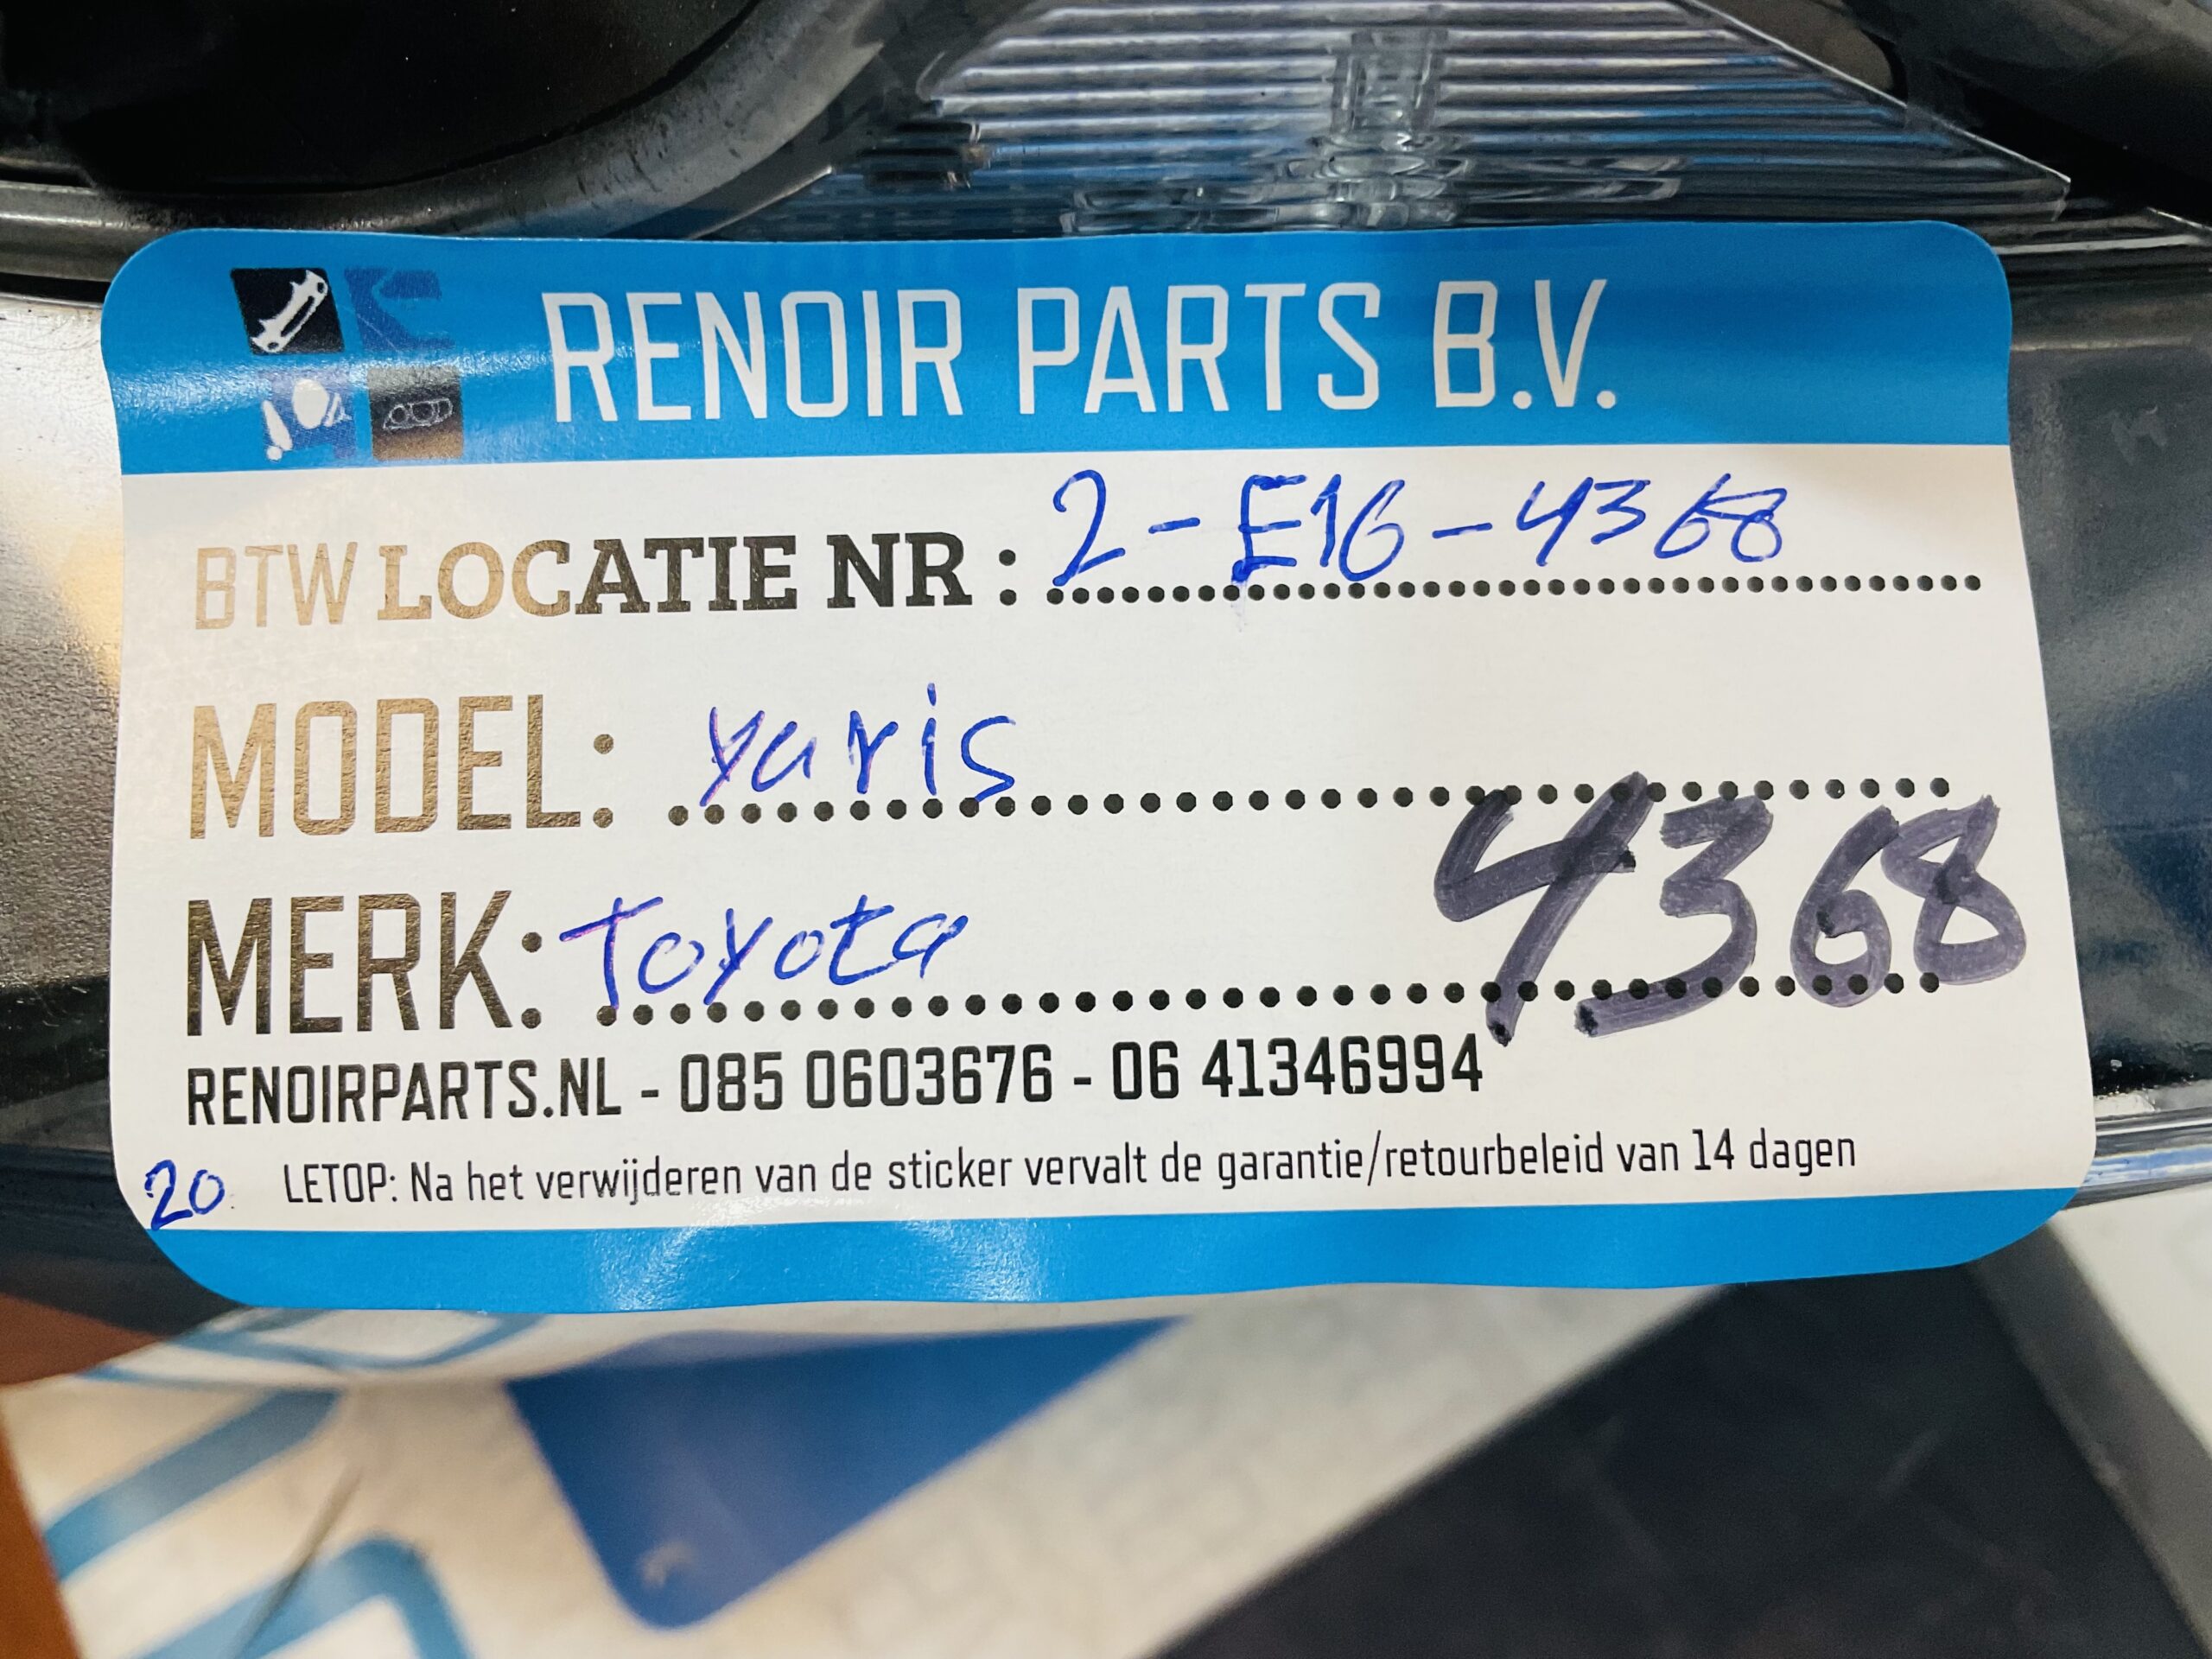 RENOIR PARTS B.V.
BTW LOCATIE NR : 2-E16-4368
MODEL: yaris
MERK: Toyota
4368
RENOIRPARTS.NL - 085 0603676 - 06 41346994
20
LETOP: Na het verwijderen van de sticker vervalt de garantie/retourbeleid van 14 dagen